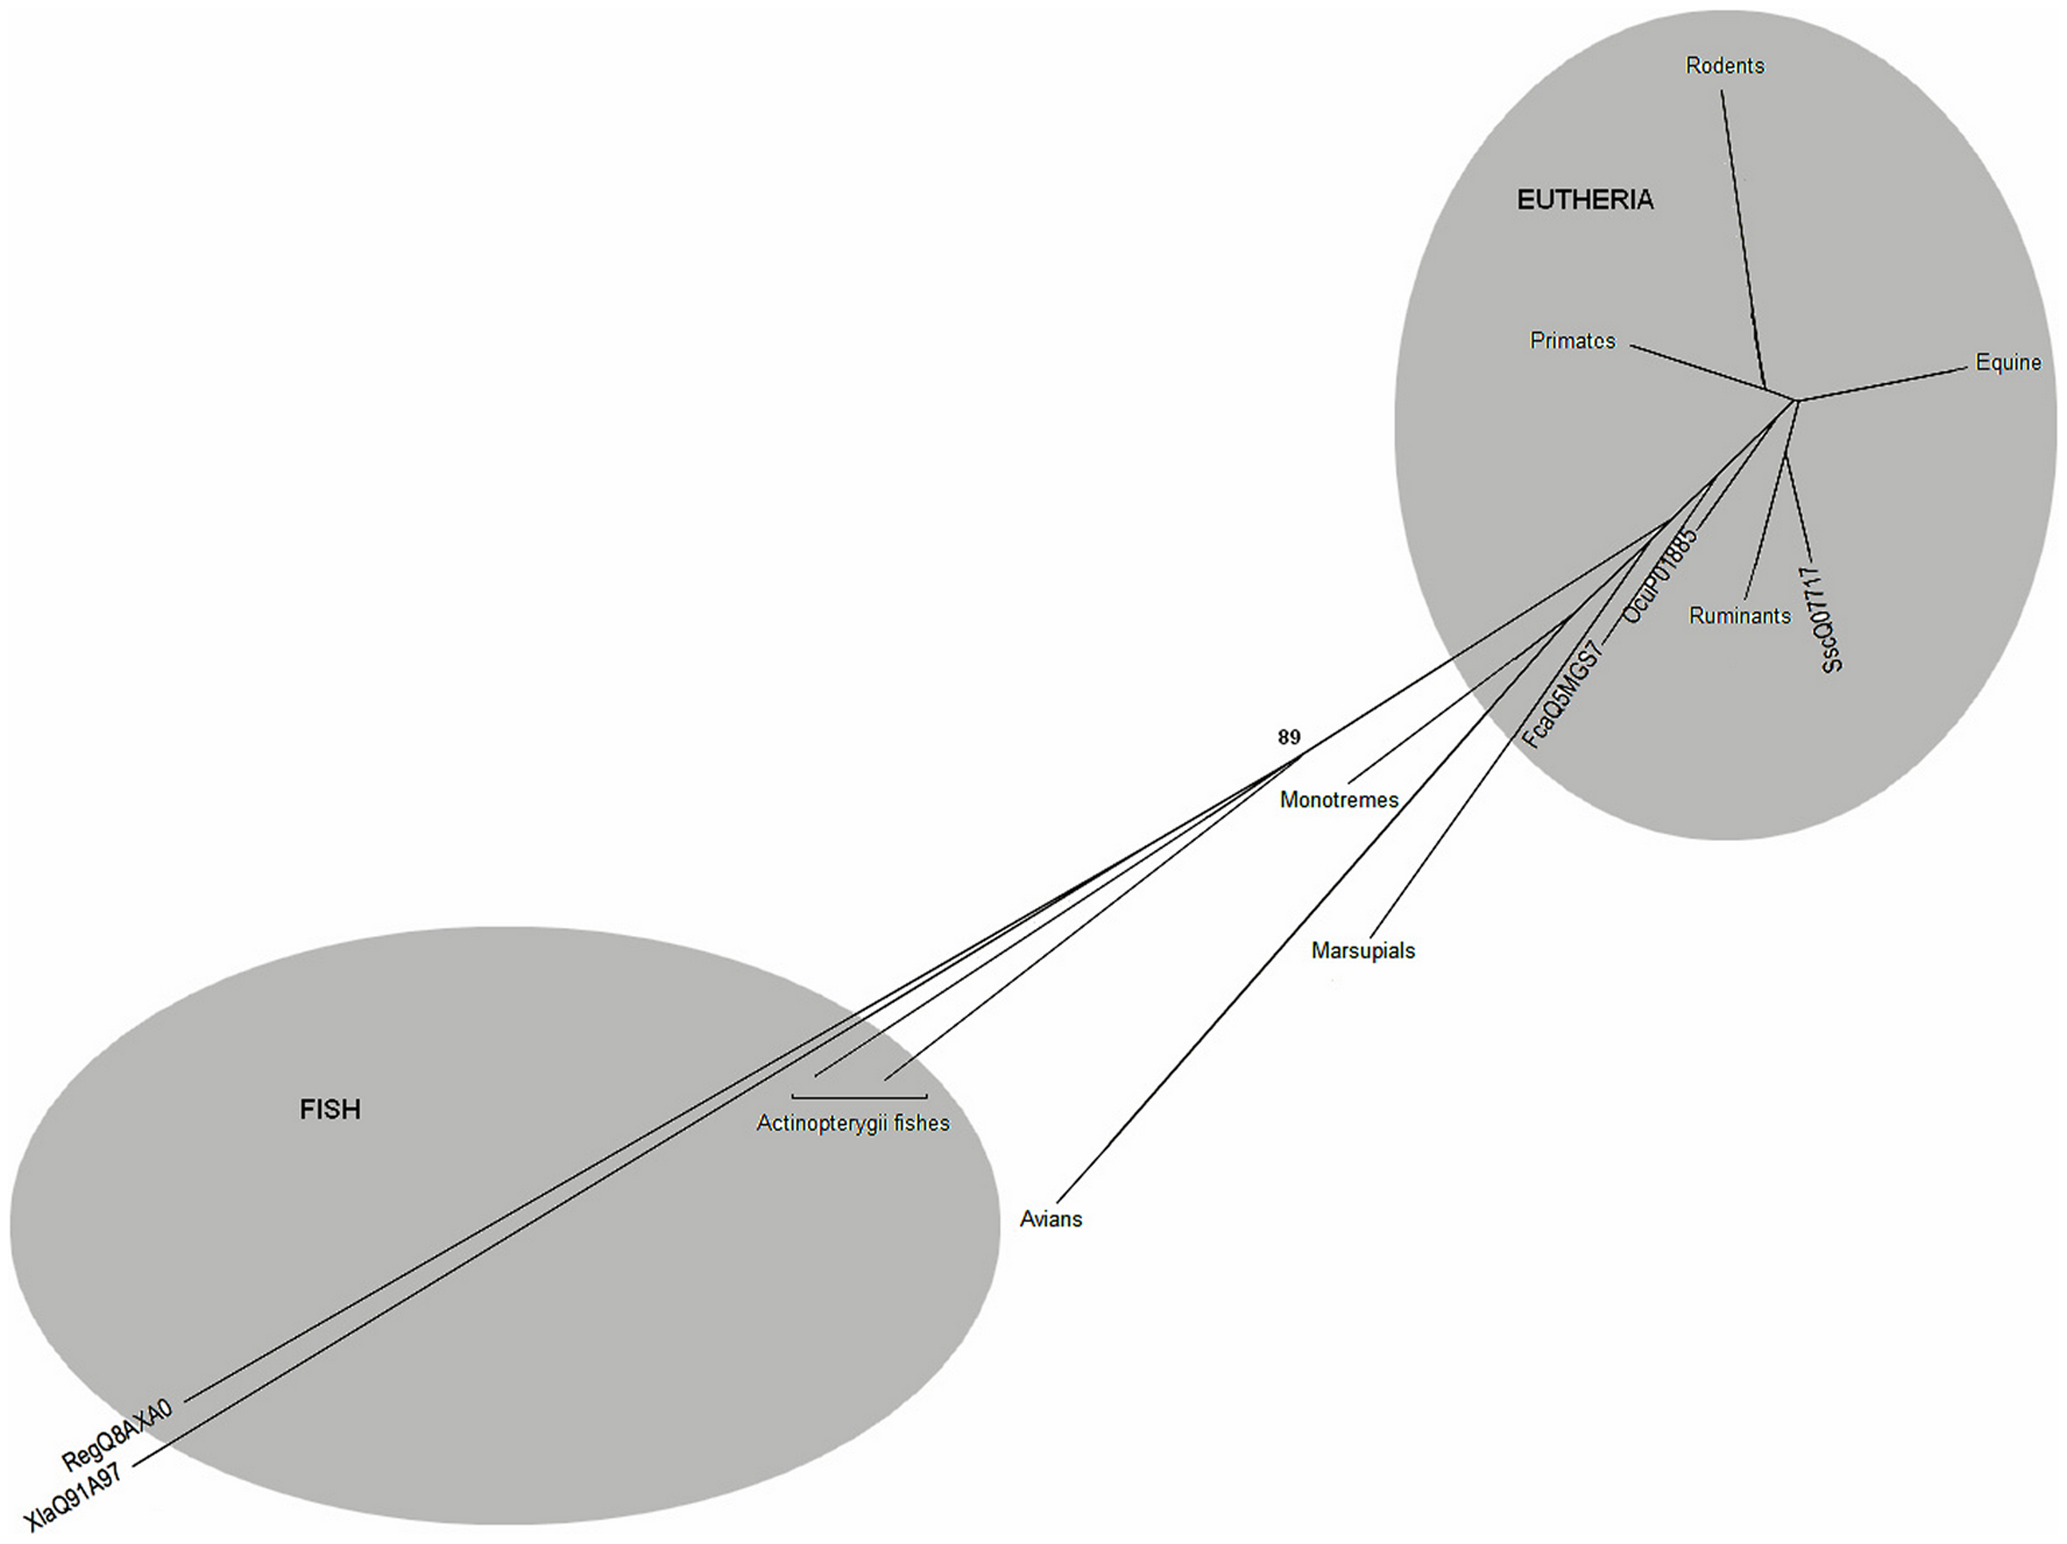 Rodents
EUTHERIA
Primates
Equine
OcuP01885
Ruminants
SscQ07717
FcaQ5MGS7
89
Monotremes
Marsupials
FISH
Actinopterygii fishes
Avians
RegQ8AXA0
XlaQ91A97